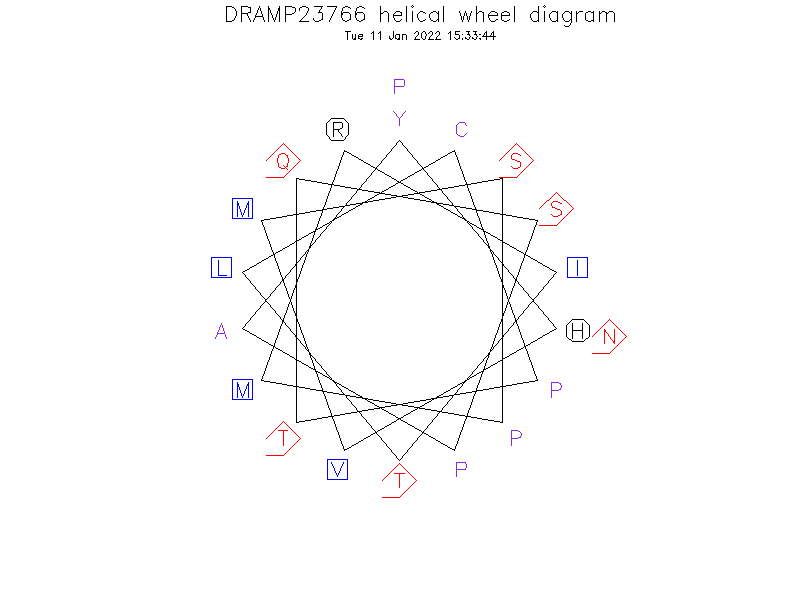 DRAMP23766 helical wheel diagram
Tue 11 Jan 2022 15:33:44
P
Y
R
C
Q
S
M
S
L
I
A
H
N
M
P
T
P
V
P
T